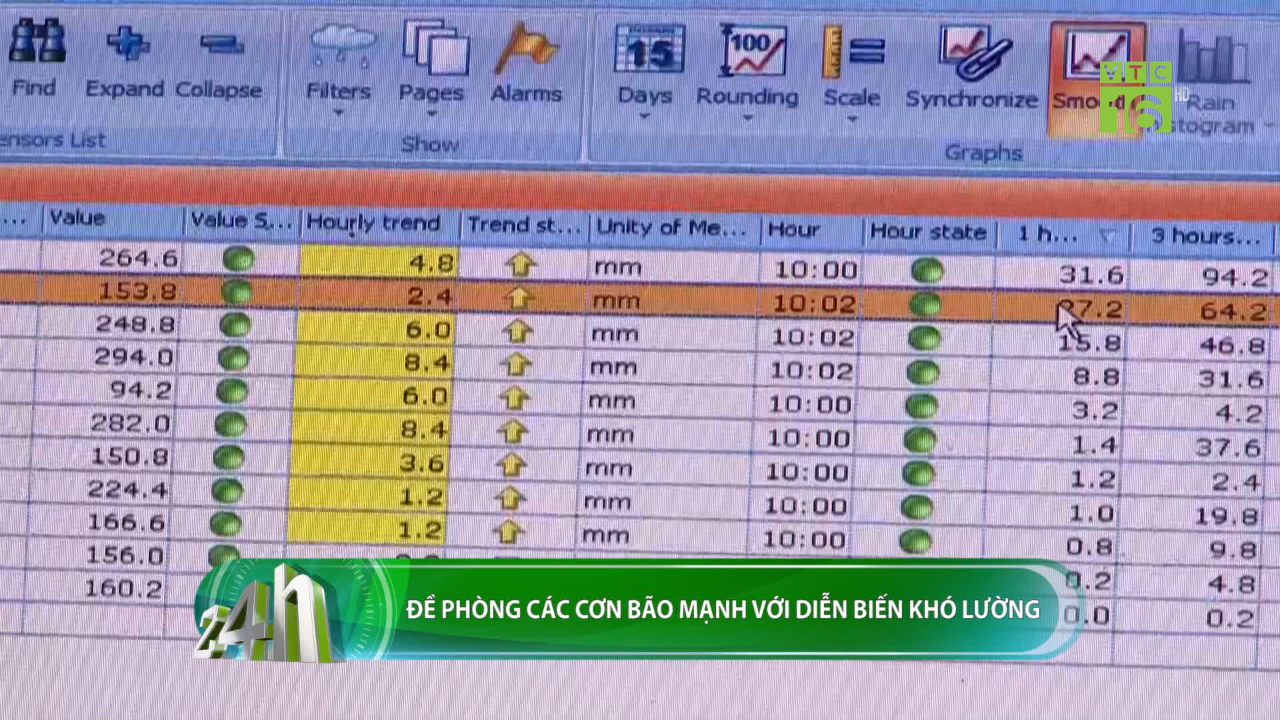 15 100
Find Expand Collapse Filters Pages Alarms Days Rounding Scale Synchronize Rain
List Show Graphs
VTC
16 HD
... Value Value S... Hourly trend Trend st... Unity of Me... Hour Hour state 1 h... 3 hours...
264.6 4.8 mm 10:00 31.6 94.2
153.8 2.4 mm 10:02 64.2
248.8 6.0 mm 10:02 15.8 46.8
294.0 8.4 mm 10:02 8.8 31.6
94.2 6.0 mm 10:00 3.2 4.2
282.0 8.4 mm 10:00 1.4 37.6
150.8 3.6 mm 10:00 1.2 2.4
224.4 1.2 mm 10:00 1.0 19.8
166.6 1.2 mm 10:00 0.8 9.8
156.0 0.2 4.8
160.2 0.0 0.2
24h
ĐỀ PHÒNG CÁC CƠN BÃO MẠNH VỚI DIỄN BIẾN KHÓ LƯỜNG